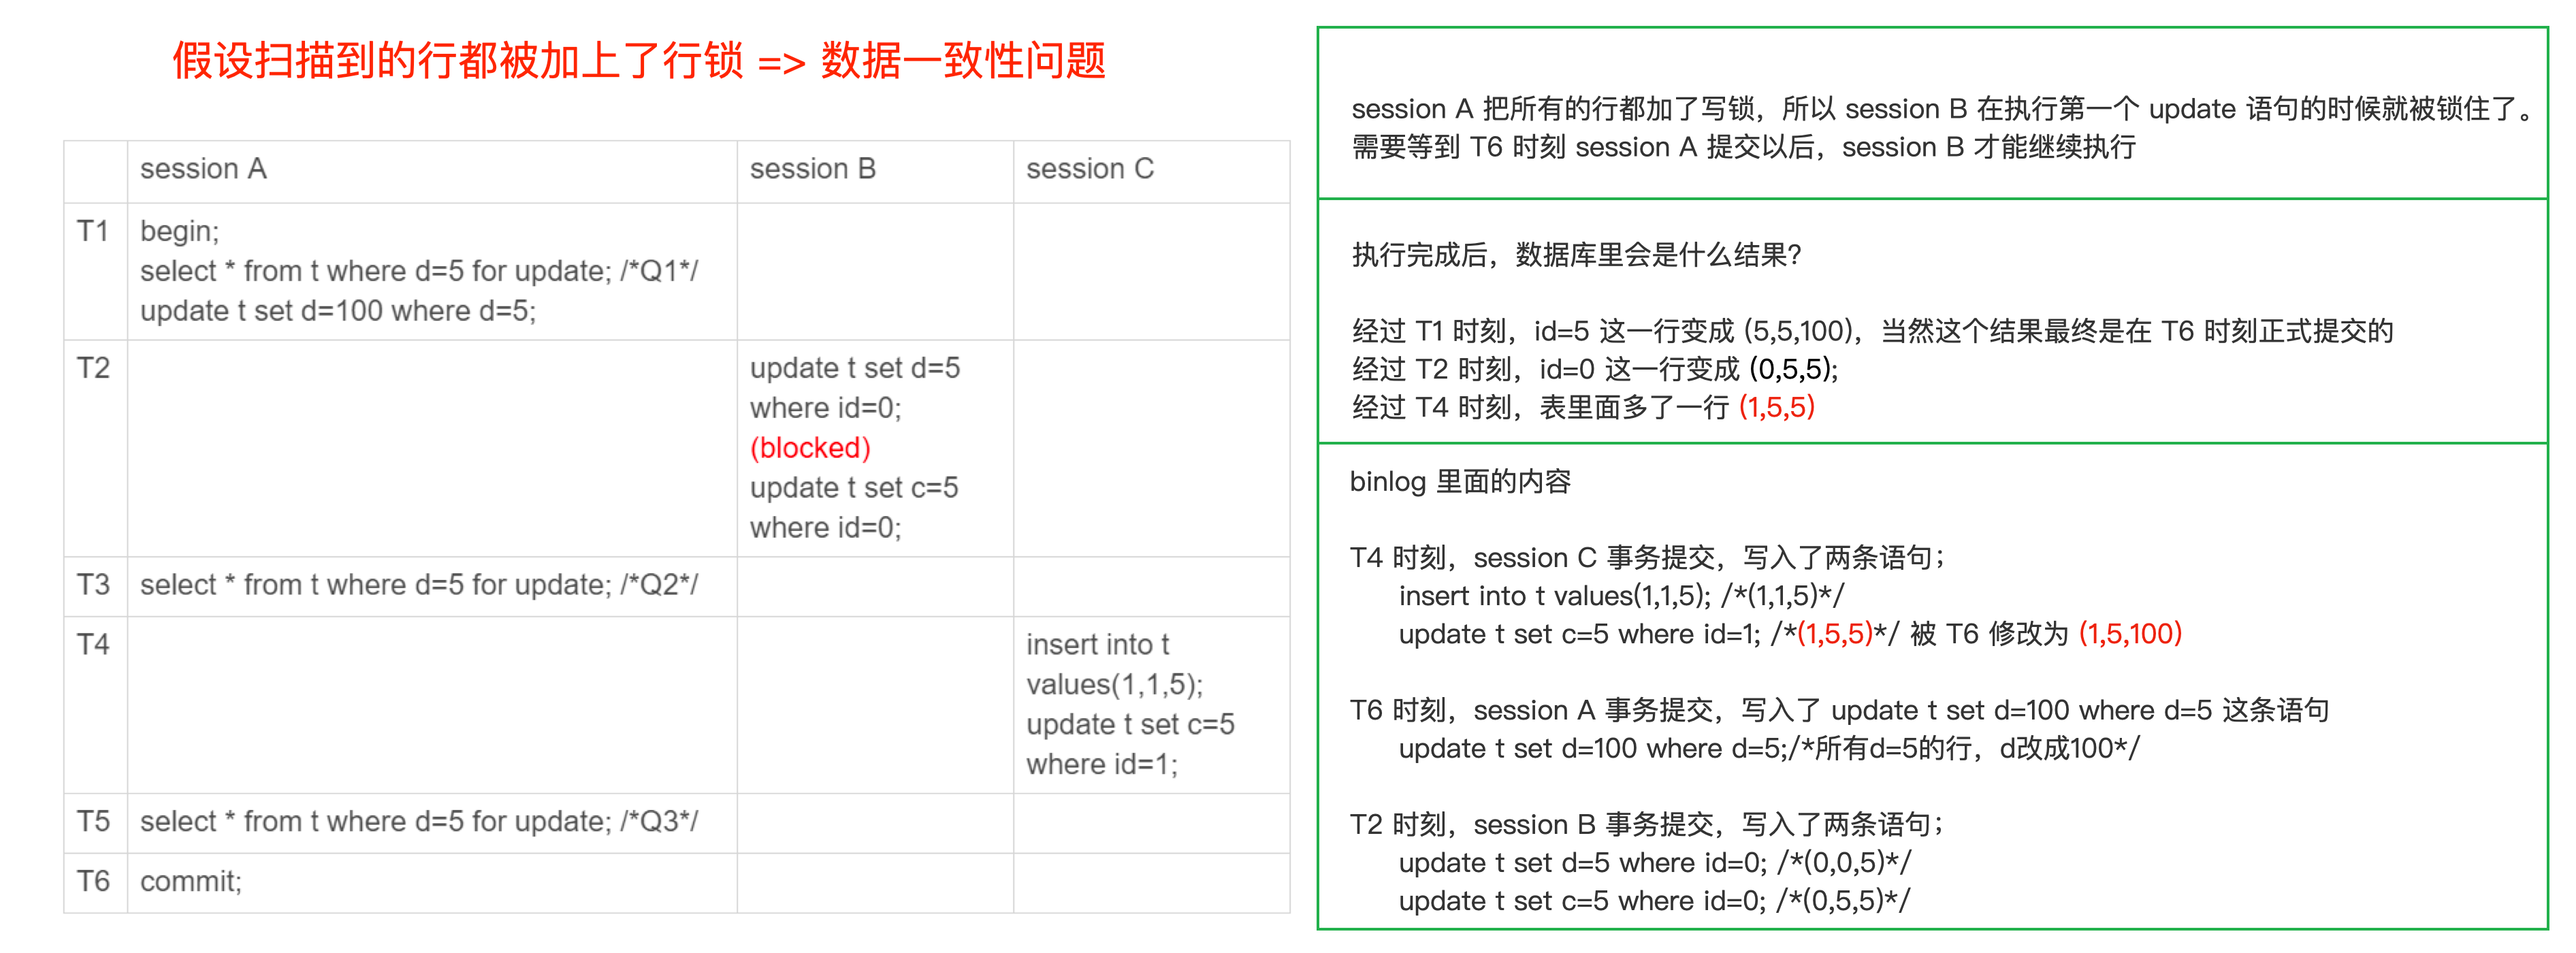 假设扫描到的行都被加上了行锁 => 数据一致性问题
session A
session B
session C
T1
begin;
select * from t where d=5 for update; /*Q1*/
update t set d=100 where d=5;
T2
update t set d=5
where id=0;
(blocked)
update t set c=5
where id=0;
T3
select * from t where d=5 for update; /*Q2*/
T4
insert into t
values(1,1,5);
update t set c=5
where id=1;
T5
select * from t where d=5 for update; /*Q3*/
T6
commit;
session A 把所有的行都加了写锁，所以 session B 在执行第一个 update 语句的时候就被锁住了。
需要等到 T6 时刻 session A 提交以后，session B 才能继续执行
执行完成后，数据库里会是什么结果？
经过 T1 时刻，id=5 这一行变成 (5,5,100)，当然这个结果最终是在 T6 时刻正式提交的
经过 T2 时刻，id=0 这一行变成 (0,5,5);
经过 T4 时刻，表里面多了一行 (1,5,5)
binlog 里面的内容
T4 时刻，session C 事务提交，写入了两条语句；
insert into t values(1,1,5); /*(1,1,5)*/
update t set c=5 where id=1; /*(1,5,5)*/ 被 T6 修改为 (1,5,100)
T6 时刻，session A 事务提交，写入了 update t set d=100 where d=5 这条语句
update t set d=100 where d=5;/*所有d=5的行，d改成100*/
T2 时刻，session B 事务提交，写入了两条语句；
update t set d=5 where id=0; /*(0,0,5)*/
update t set c=5 where id=0; /*(0,5,5)*/